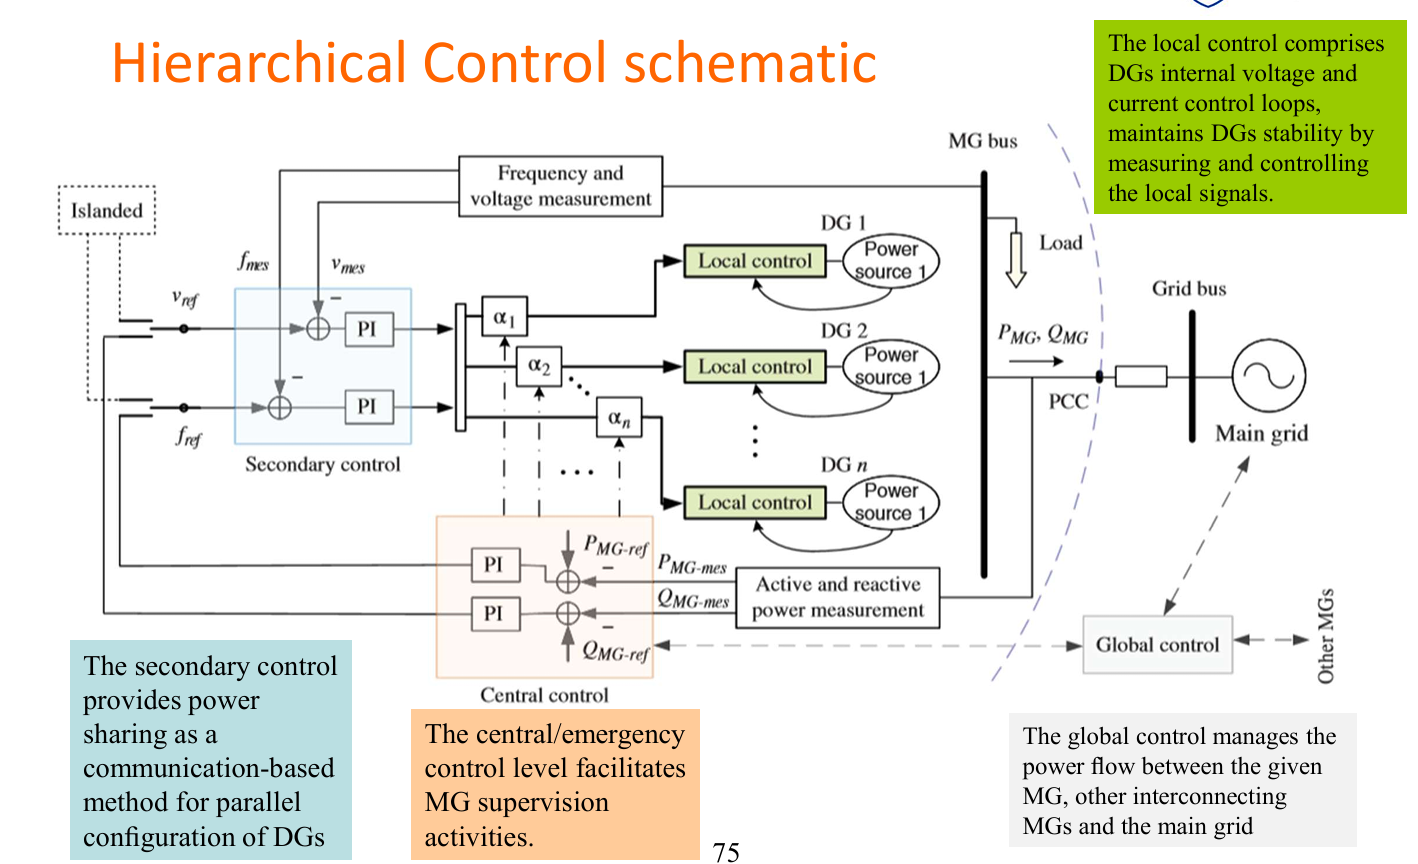 Hierarchical Control schematic
The local control comprises
DGs internal voltage and
current control loops,
maintains DGs stability by
measuring and controlling
the local signals.
MG bus
Frequency and
voltage measurement
Islanded
DG 1
Load
Local control
Power
source 1
fmes
vmes
Grid bus
vref
PI
α1
DG 2
PMG, QMG
α2
Local control
Power
source 1
PCC
PI
αn
fref
Main grid
Secondary control
DG n
Local control
Power
source 1
PMG-ref
PI
PMG-mes
Active and reactive
power measurement
QMG-mes
PI
QMG-ref
Global control
Other MGs
Central control
The secondary control
provides power
sharing as a
communication-based
method for parallel
configuration of DGs
The central/emergency
control level facilitates
MG supervision
activities.
The global control manages the
power flow between the given
MG, other interconnecting
MGs and the main grid
75